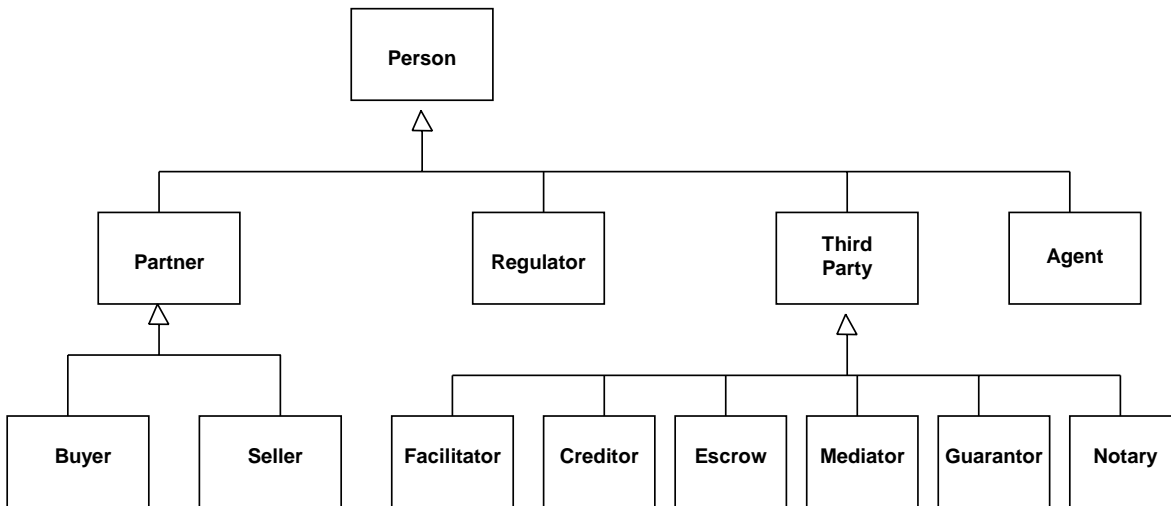 Person
Partner
Regulator
Third
Party
Agent
Buyer
Seller
Facilitator
Creditor
Escrow
Mediator
Guarantor
Notary